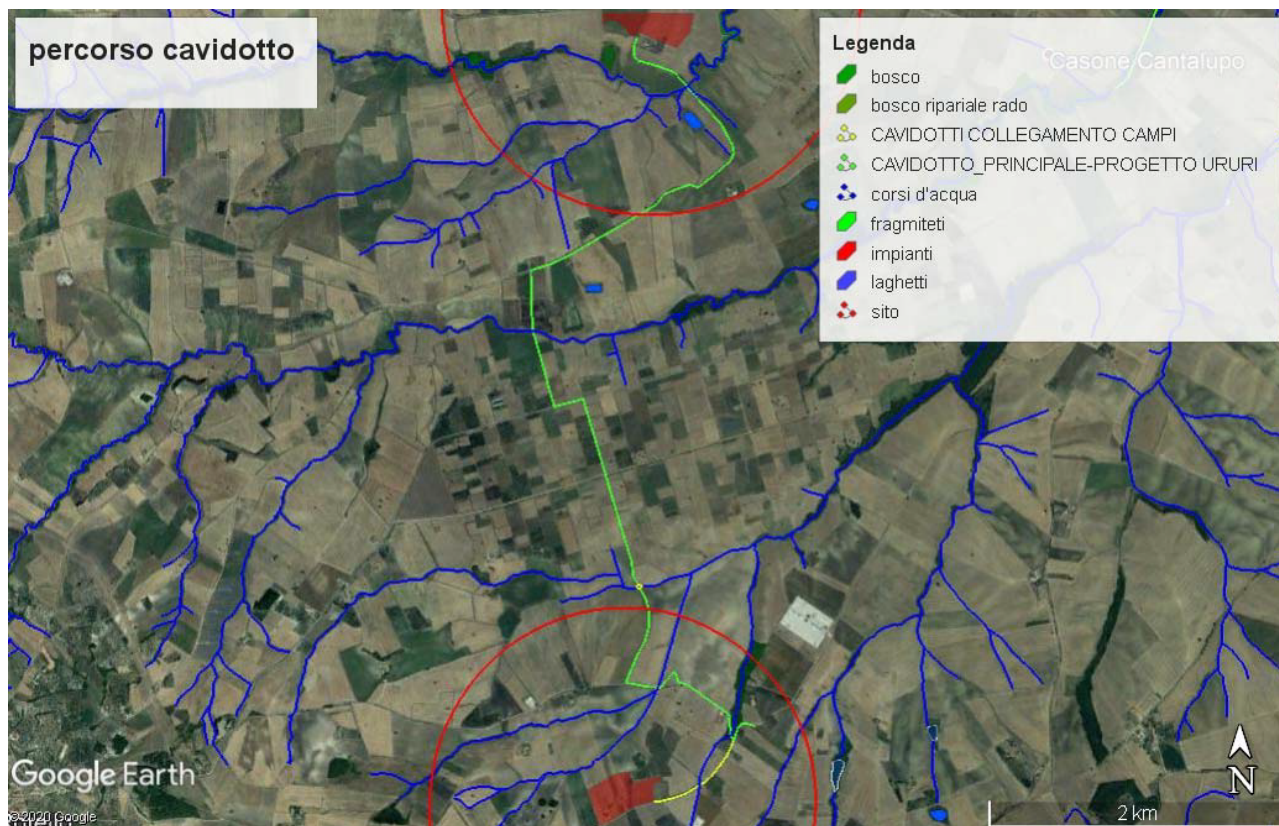 percorso cavidotto
Legenda
bosco
bosco ripariale rado
CAVIDOTTI COLLEGAMENTO CAMPI
CAVIDOTTO_PRINCIPALE-PROGETTO URURI
corsi d'acqua
fragmiteti
impianti
laghetti
sito
Casone Cantalupo
Google Earth
©2020 Google
N
2 km